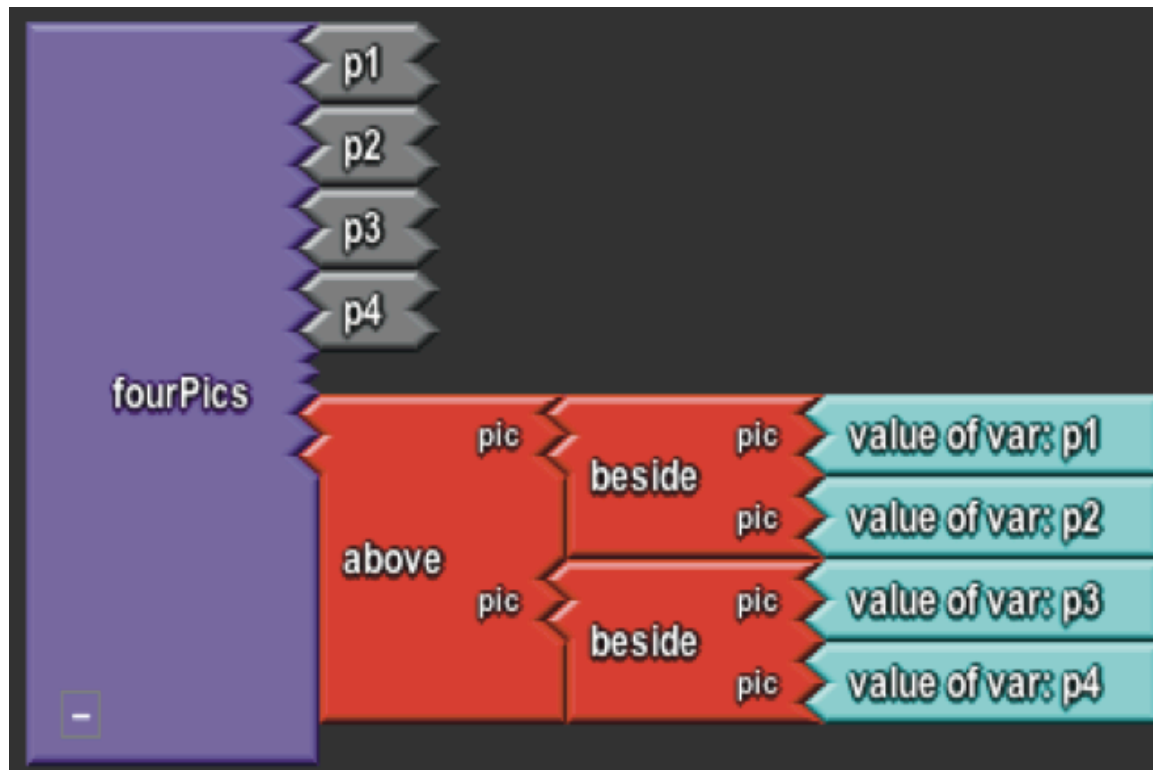 p1
p2
p3
p4
fourPics
above
pic
pic
beside
pic
pic
beside
pic
pic
value of var: p1
value of var: p2
value of var: p3
value of var: p4
-